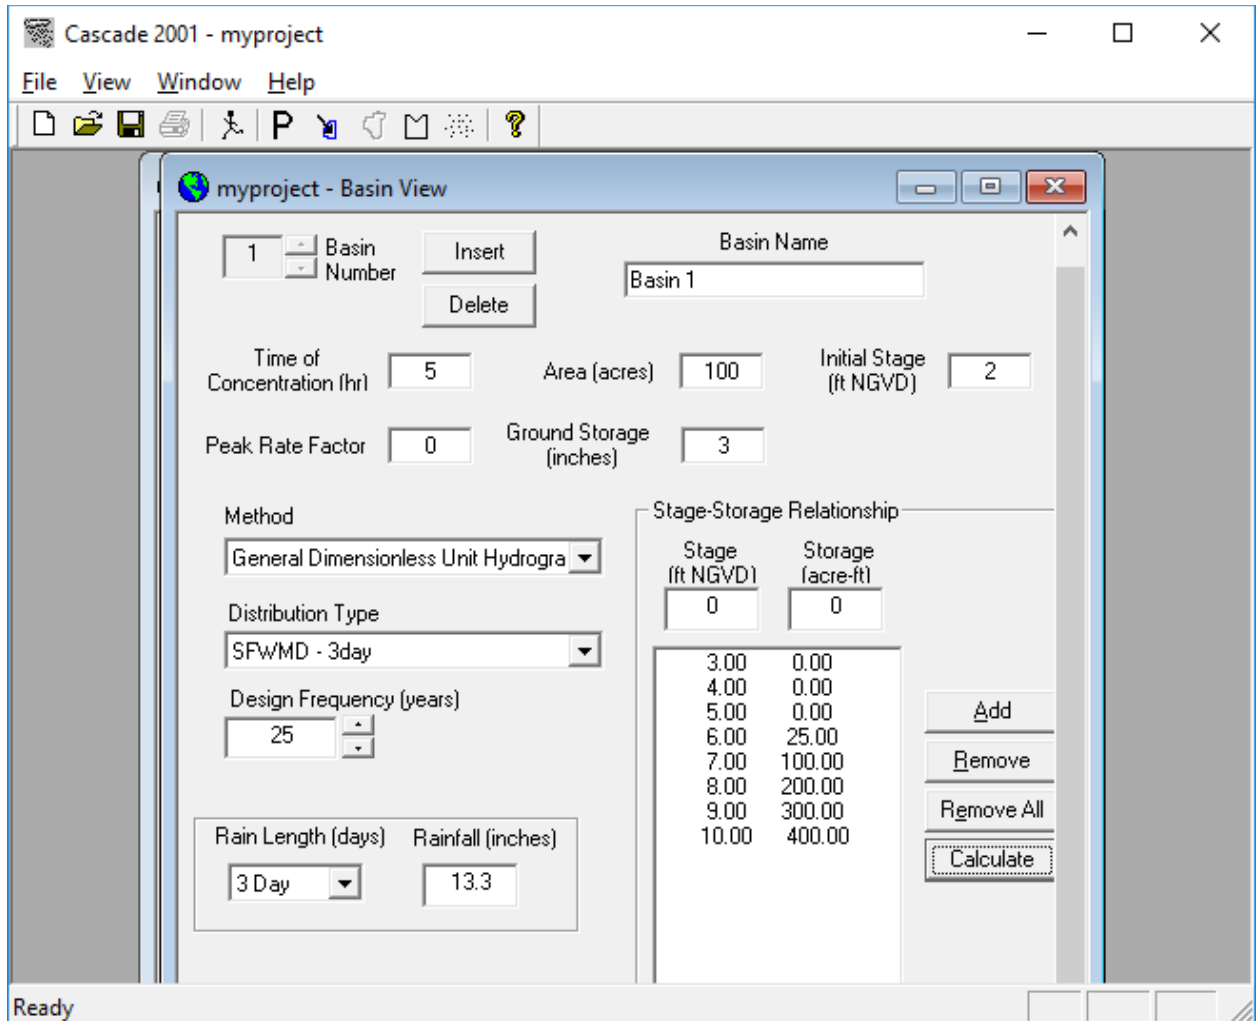 Cascade 2001 - myproject
File View Window Help
P ?
myproject - Basin View
1 Basin Number
Insert
Delete
Basin Name
Basin 1
Time of Concentration (hr) 5
Area (acres) 100
Initial Stage (ft NGVD) 2
Peak Rate Factor 0
Ground Storage (inches) 3
Method
General Dimensionless Unit Hydrogra
Distribution Type
SFWMD - 3day
Design Frequency (years)
25
Rain Length (days) Rainfall (inches)
3 Day 13.3
Stage-Storage Relationship
Stage (ft NGVD) Storage (acre-ft)
0 0
3.00 0.00
4.00 0.00
5.00 0.00
6.00 25.00
7.00 100.00
8.00 200.00
9.00 300.00
10.00 400.00
Add
Remove
Remove All
Calculate
Ready